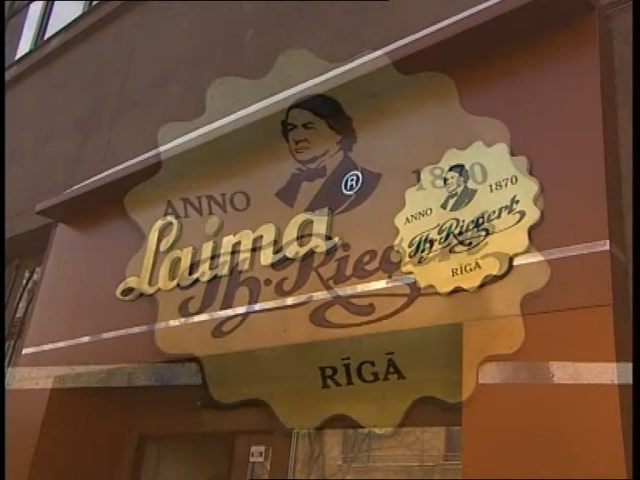 ANNO 1870
Laima ®
Th. Riegert
RĪGĀ
ANNO 1870
Th. Riegert
RĪGĀ